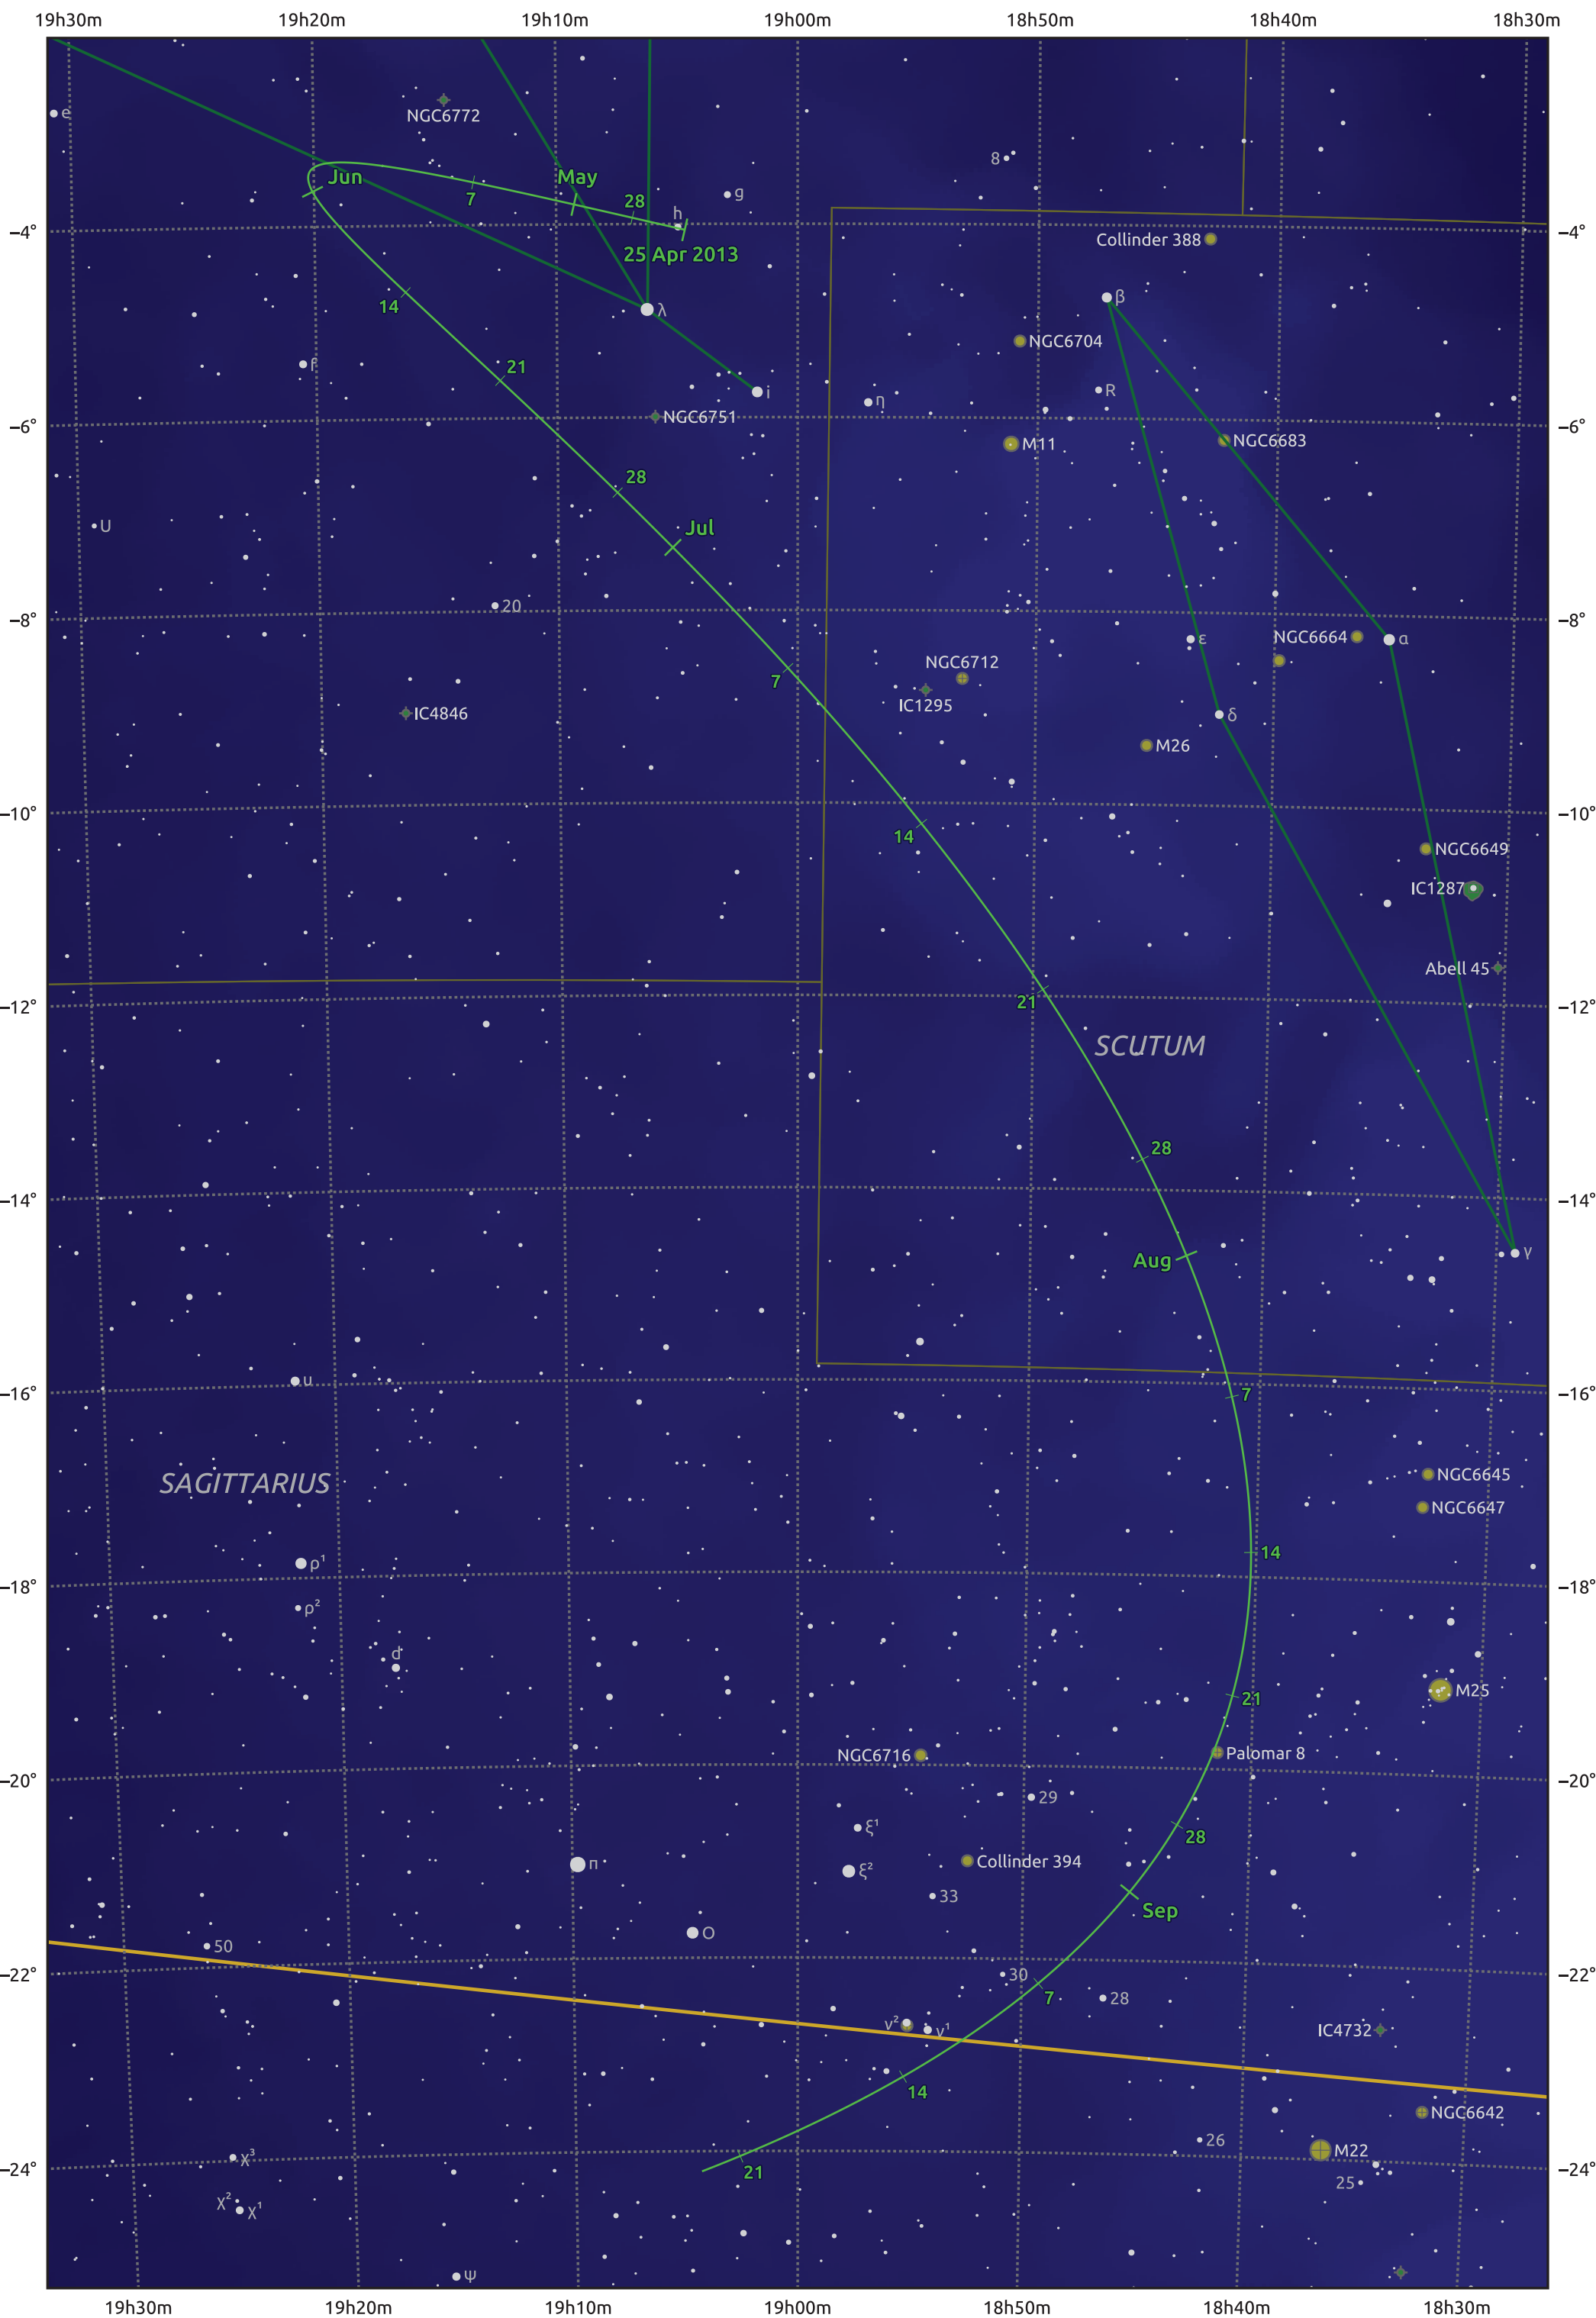 19h30m 19h20m 19h10m 19h00m 18h50m 18h40m 18h30m
NGC6772
e
8
Jun
May
7
28
h
g
25 Apr 2013
−4°
−4°
Collinder 388
β
14
λ
NGC6704
f
21
i
η
R
NGC6751
−6°
−6°
M11
NGC6683
28
U
Jul
20
−8°
−8°
ε
NGC6664
α
NGC6712
7
IC1295
IC4846
δ
M26
−10°
−10°
14
NGC6649
IC1287
Abell 45
21
−12°
−12°
SCUTUM
28
−14°
−14°
Aug
γ
u
−16°
−16°
7
SAGITTARIUS
NGC6645
NGC6647
14
ρ¹
−18°
−18°
ρ²
d
M25
21
NGC6716
Palomar 8
−20°
−20°
29
ξ¹
28
π
ξ²
Collinder 394
33
Sep
O
50
−22°
−22°
30
7
28
ν²
ν¹
IC4732
14
NGC6642
26
M22
χ³
−24°
−24°
21
25
χ²
χ¹
ψ
19h30m 19h20m 19h10m 19h00m 18h50m 18h40m 18h30m